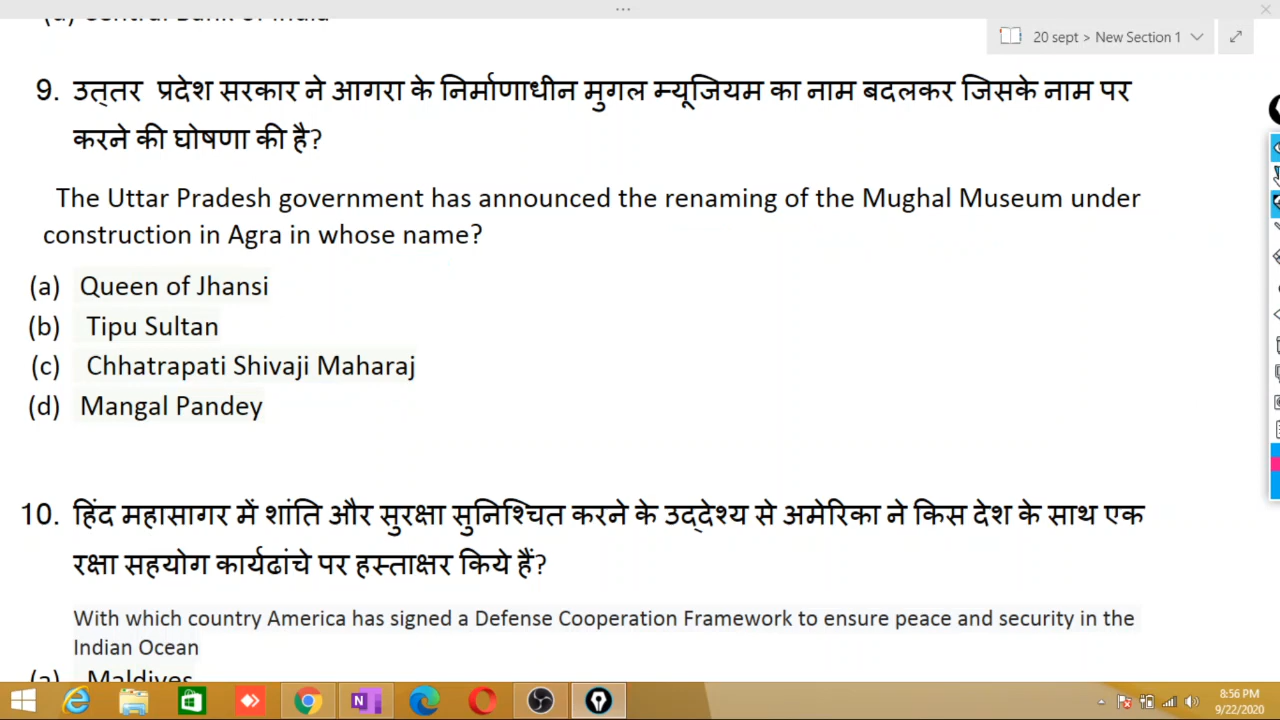 20 sept > New Section 1
9. उत्तर प्रदेश सरकार ने आगरा के निर्माणाधीन मुगल म्यूजियम का नाम बदलकर जिसके नाम पर
करने की घोषणा की है?
The Uttar Pradesh government has announced the renaming of the Mughal Museum under
construction in Agra in whose name?
(a) Queen of Jhansi
(b) Tipu Sultan
(c) Chhatrapati Shivaji Maharaj
(d) Mangal Pandey
10. हिंद महासागर में शांति और सुरक्षा सुनिश्चित करने के उद्देश्य से अमेरिका ने किस देश के साथ एक
रक्षा सहयोग कार्यढांचे पर हस्ताक्षर किये हैं?
With which country America has signed a Defense Cooperation Framework to ensure peace and security in the
Indian Ocean
(a) Maldives
8:56 PM
9/22/2020